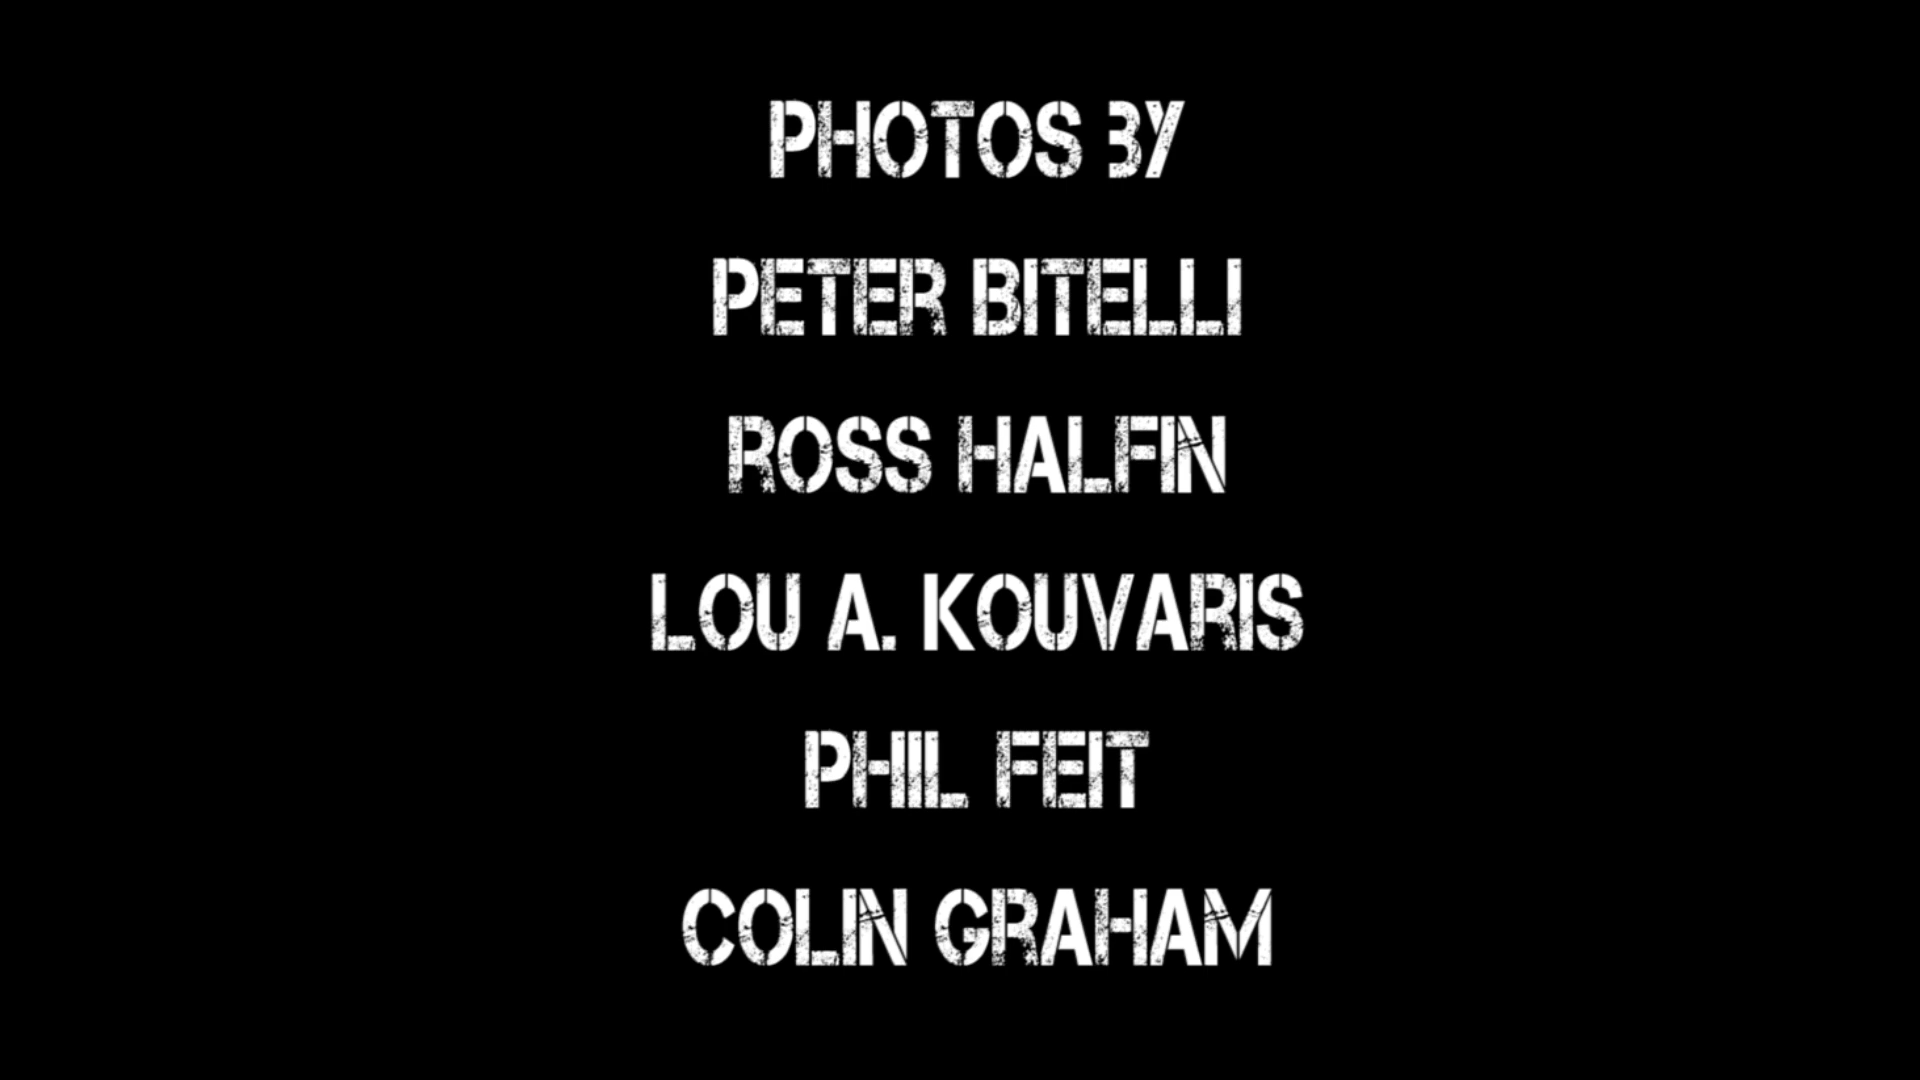 PHOTOS BY
PETER BITELLI
ROSS HALFIN
LOU A. KOUVARIS
PHIL FEIT
COLIN GRAHAM